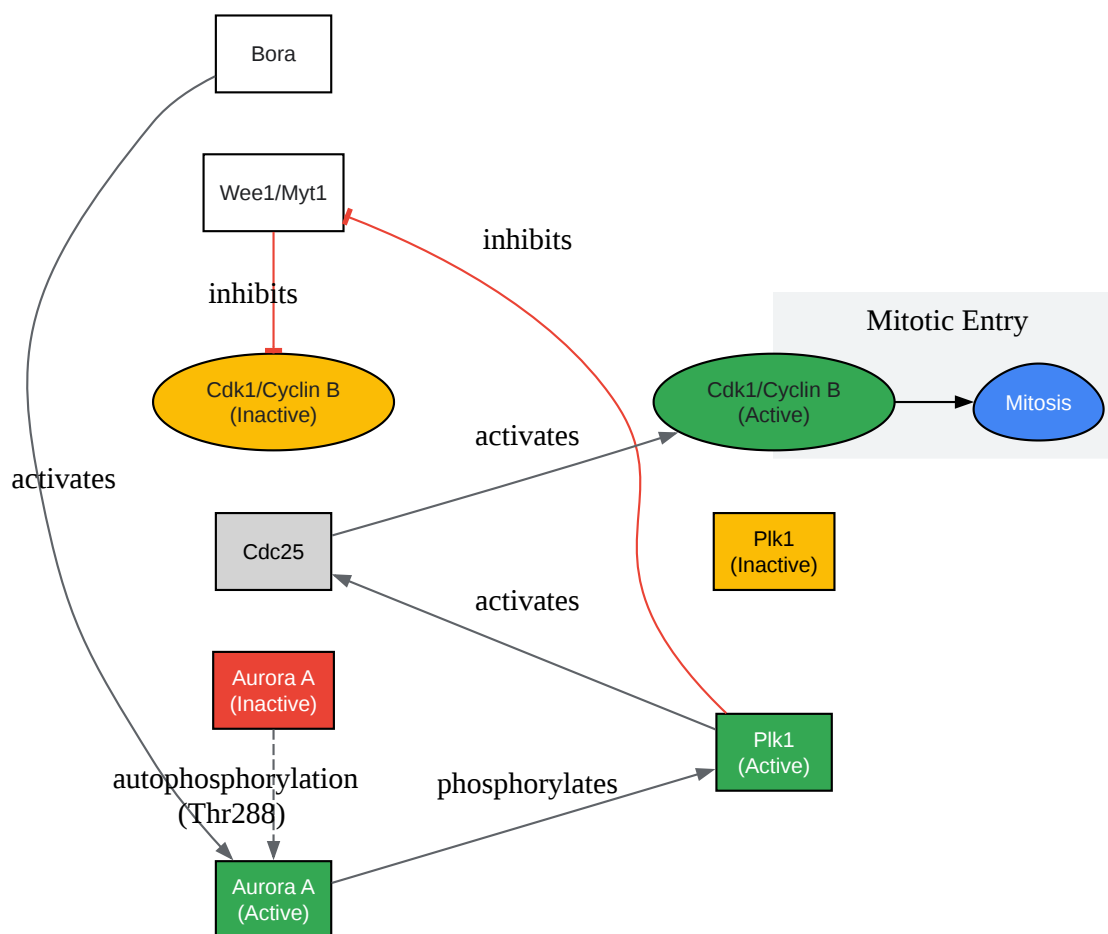 Bora
Wee1/Myt1
inhibits
inhibits
Mitotic Entry
Cdk1/Cyclin B
(Inactive)
Cdk1/Cyclin B
(Active)
Mitosis
activates
activates
Cdc25
Plk1
(Inactive)
activates
Aurora A
(Inactive)
Plk1
(Active)
autophosphorylation
(Thr288)
phosphorylates
Aurora A
(Active)